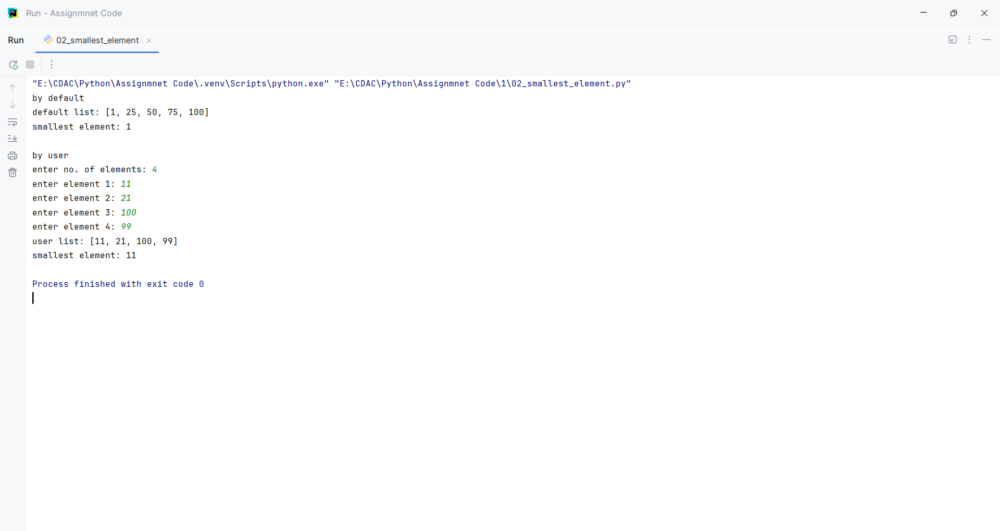 Run - Assignmnet Code
Run 02_smallest_element
"E:\CDAC\Python\Assignmnet Code\.venv\Scripts\python.exe" "E:\CDAC\Python\Assignmnet Code\1\02_smallest_element.py"
by default
default list: [1, 25, 50, 75, 100]
smallest element: 1
by user
enter no. of elements: 4
enter element 1: 11
enter element 2: 21
enter element 3: 100
enter element 4: 99
user list: [11, 21, 100, 99]
smallest element: 11
Process finished with exit code 0